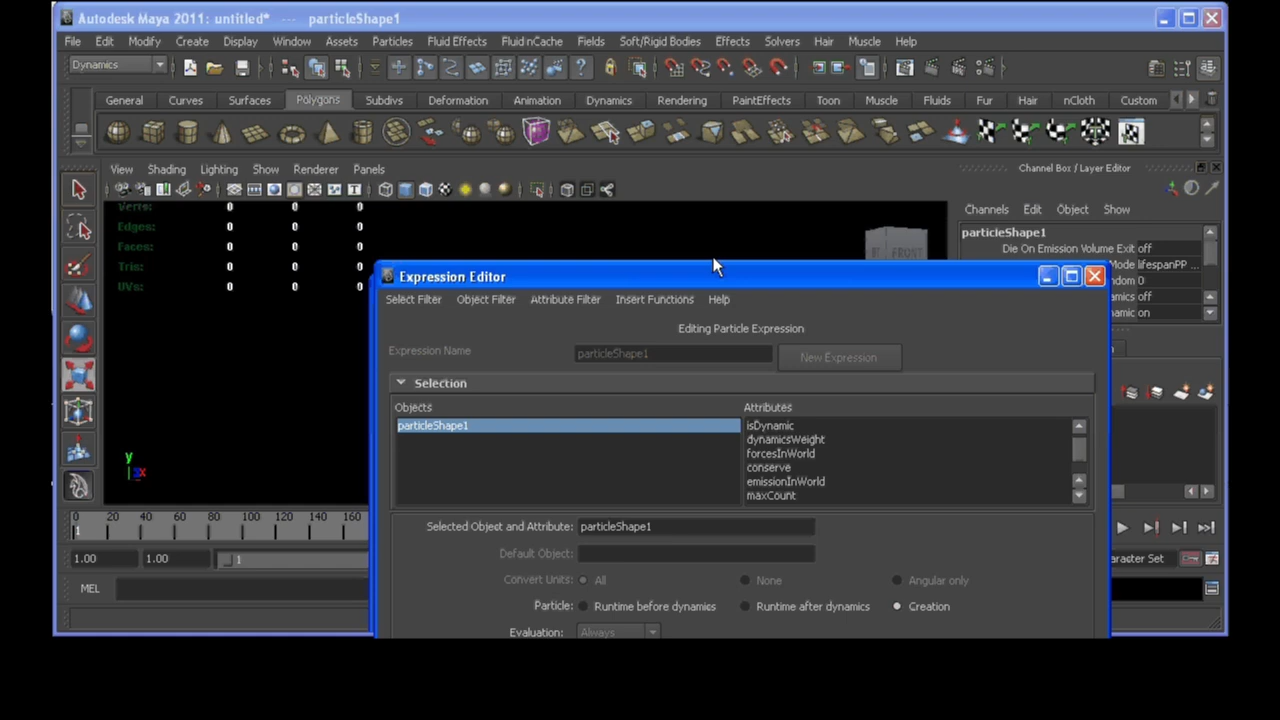 Autodesk Maya 2011: untitled* --- particleShape1
File Edit Modify Create Display Window Assets Particles Fluid Effects Fluid nCache Fields Soft/Rigid Bodies Effects Solvers Hair Muscle Help
Dynamics
General Curves Surfaces Polygons Subdivs Deformation Animation Dynamics Rendering PaintEffects Toon Muscle Fluids Fur Hair nCloth Custom
View Shading Lighting Show Renderer Panels
Channel Box / Layer Editor
Channels Edit Object Show
Verts: 0 0 0
Edges: 0 0 0
Faces: 0 0 0
Tris: 0 0 0
UVs: 0 0 0
FRONT
particleShape1
Die On Emission Volume Exit off
Mode lifespanPP ...
ndom 0
amics off
namic on
Expression Editor
Select Filter Object Filter Attribute Filter Insert Functions Help
Editing Particle Expression
Expression Name particleShape1 New Expression
Selection
Objects Attributes
particleShape1
isDynamic
dynamicsWeight
forcesInWorld
conserve
emissionInWorld
maxCount
Selected Object and Attribute: particleShape1
Default Object:
Convert Units: All None Angular only
Particle: Runtime before dynamics Runtime after dynamics Creation
Evaluation: Always
y
x
0 20 40 60 80 100 120 140 160
1
1.00 1.00 1
aracter Set
MEL